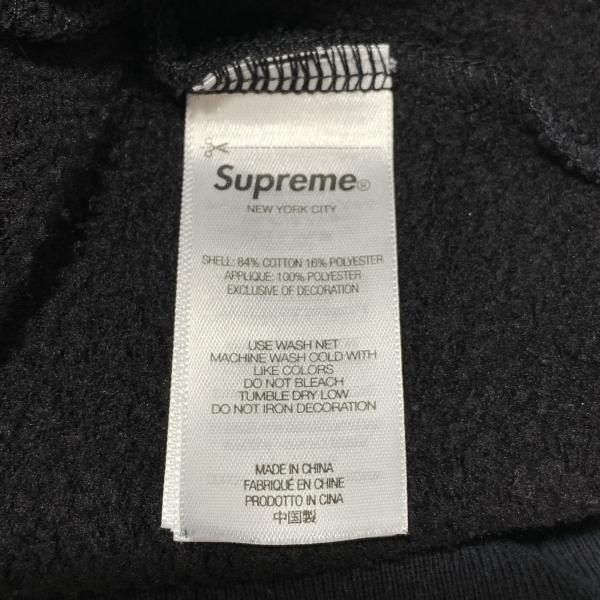 Supreme®
NEW YORK CITY
SHELL: 84% COTTON 16% POLYESTER
APPLIQUE: 100% POLYESTER
EXCLUSIVE OF DECORATION
USE WASH NET
MACHINE WASH COLD WITH
LIKE COLORS
DO NOT BLEACH
TUMBLE DRY LOW
DO NOT IRON DECORATION
MADE IN CHINA
FABRIQUÉ EN CHINE
PRODOTTO IN CINA
中国製